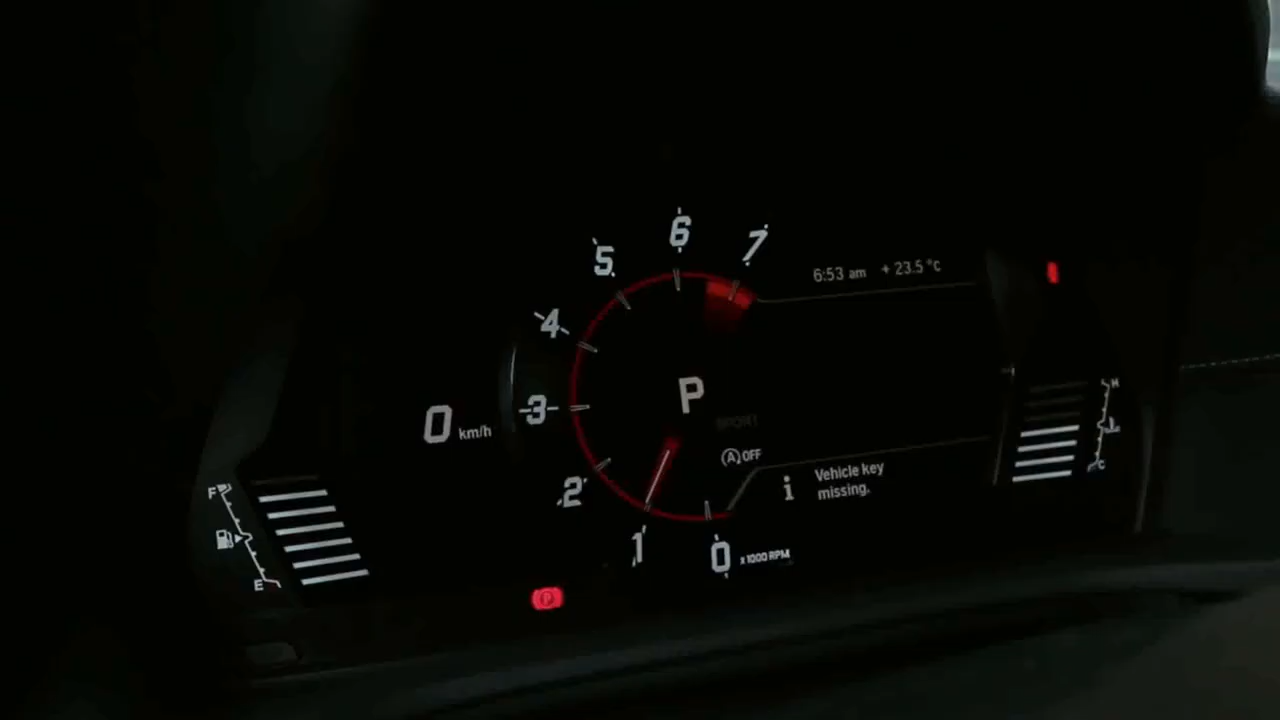 6
7
5
6:53 am + 23.5 °c
4
H
P
3
0 km/h
SPORT
A OFF
C
Vehicle key
missing.
2
F
1
0 x 1000 RPM
E
P